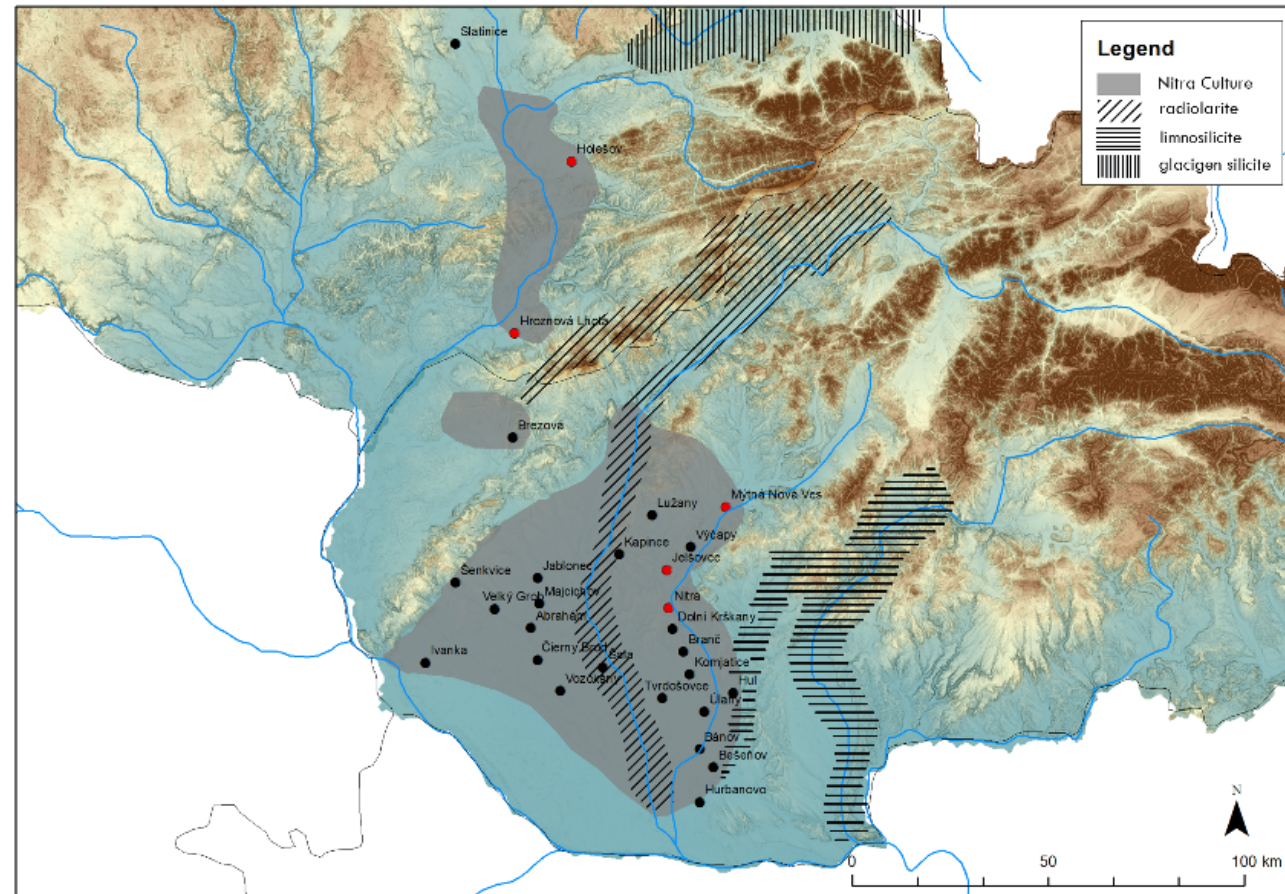 Slatinice
Legend
Nitra Culture
radiolarite
limnosilicite
glacigen silicite
Holešov
Hroznová Lhota
Brezová
Mýtna Nová Ves
Lužany
Výčapy
Kapince
Jelšovce
Jablonec
Šenkvice
Majcichov
Velký Grob
Nitra
Abrahám
Dolní Krškany
Branč
Čierny Brod
Šaľa
Ivanka
Komjatice
Hul
Vozokany
Tvrdošovce
Úľany
Bánov
Bešeňov
Hurbanovo
N
0 50 100 km